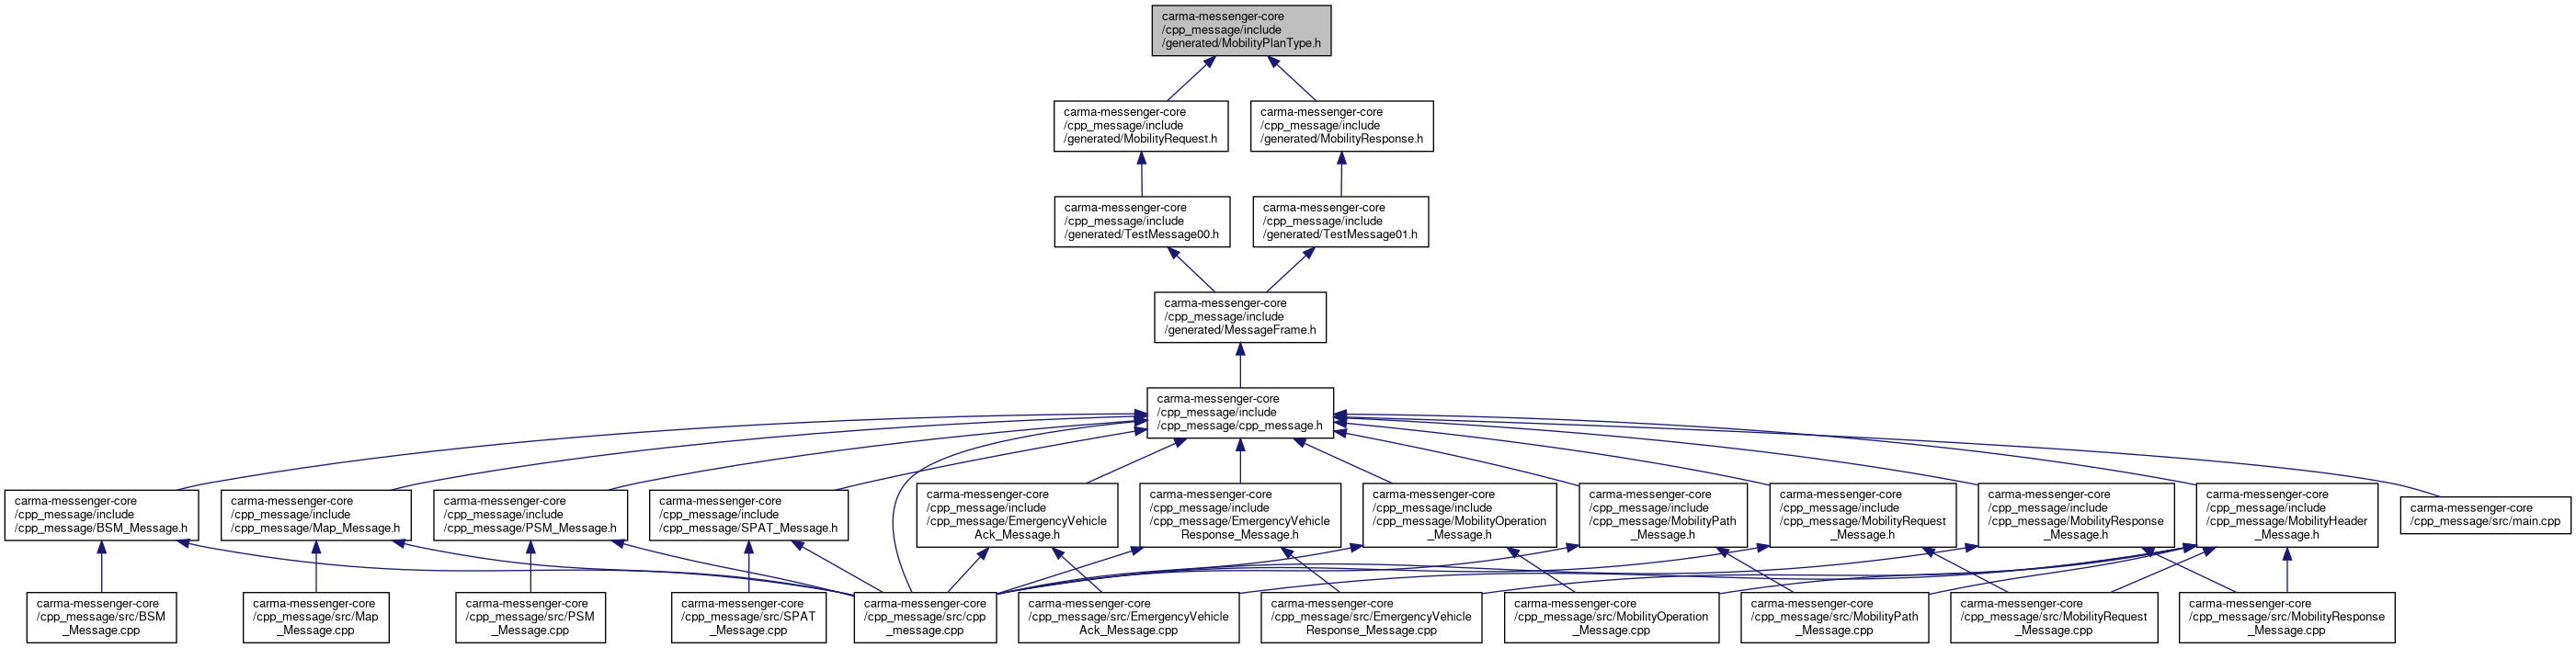 carma-messenger-core
/cpp_message/include
/generated/MobilityPlanType.h
carma-messenger-core
/cpp_message/include
/generated/MobilityRequest.h
carma-messenger-core
/cpp_message/include
/generated/MobilityResponse.h
carma-messenger-core
/cpp_message/include
/generated/TestMessage00.h
carma-messenger-core
/cpp_message/include
/generated/TestMessage01.h
carma-messenger-core
/cpp_message/include
/generated/MessageFrame.h
carma-messenger-core
/cpp_message/include
/cpp_message/cpp_message.h
carma-messenger-core
/cpp_message/include
/cpp_message/BSM_Message.h
carma-messenger-core
/cpp_message/include
/cpp_message/Map_Message.h
carma-messenger-core
/cpp_message/include
/cpp_message/PSM_Message.h
carma-messenger-core
/cpp_message/include
/cpp_message/SPAT_Message.h
carma-messenger-core
/cpp_message/include
/cpp_message/EmergencyVehicle
Ack_Message.h
carma-messenger-core
/cpp_message/include
/cpp_message/EmergencyVehicle
Response_Message.h
carma-messenger-core
/cpp_message/include
/cpp_message/MobilityOperation
_Message.h
carma-messenger-core
/cpp_message/include
/cpp_message/MobilityPath
_Message.h
carma-messenger-core
/cpp_message/include
/cpp_message/MobilityRequest
_Message.h
carma-messenger-core
/cpp_message/include
/cpp_message/MobilityResponse
_Message.h
carma-messenger-core
/cpp_message/include
/cpp_message/MobilityHeader
_Message.h
carma-messenger-core
/cpp_message/src/main.cpp
carma-messenger-core
/cpp_message/src/BSM
_Message.cpp
carma-messenger-core
/cpp_message/src/Map
_Message.cpp
carma-messenger-core
/cpp_message/src/PSM
_Message.cpp
carma-messenger-core
/cpp_message/src/SPAT
_Message.cpp
carma-messenger-core
/cpp_message/src/cpp
_message.cpp
carma-messenger-core
/cpp_message/src/EmergencyVehicle
Ack_Message.cpp
carma-messenger-core
/cpp_message/src/EmergencyVehicle
Response_Message.cpp
carma-messenger-core
/cpp_message/src/MobilityOperation
_Message.cpp
carma-messenger-core
/cpp_message/src/MobilityPath
_Message.cpp
carma-messenger-core
/cpp_message/src/MobilityRequest
_Message.cpp
carma-messenger-core
/cpp_message/src/MobilityResponse
_Message.cpp